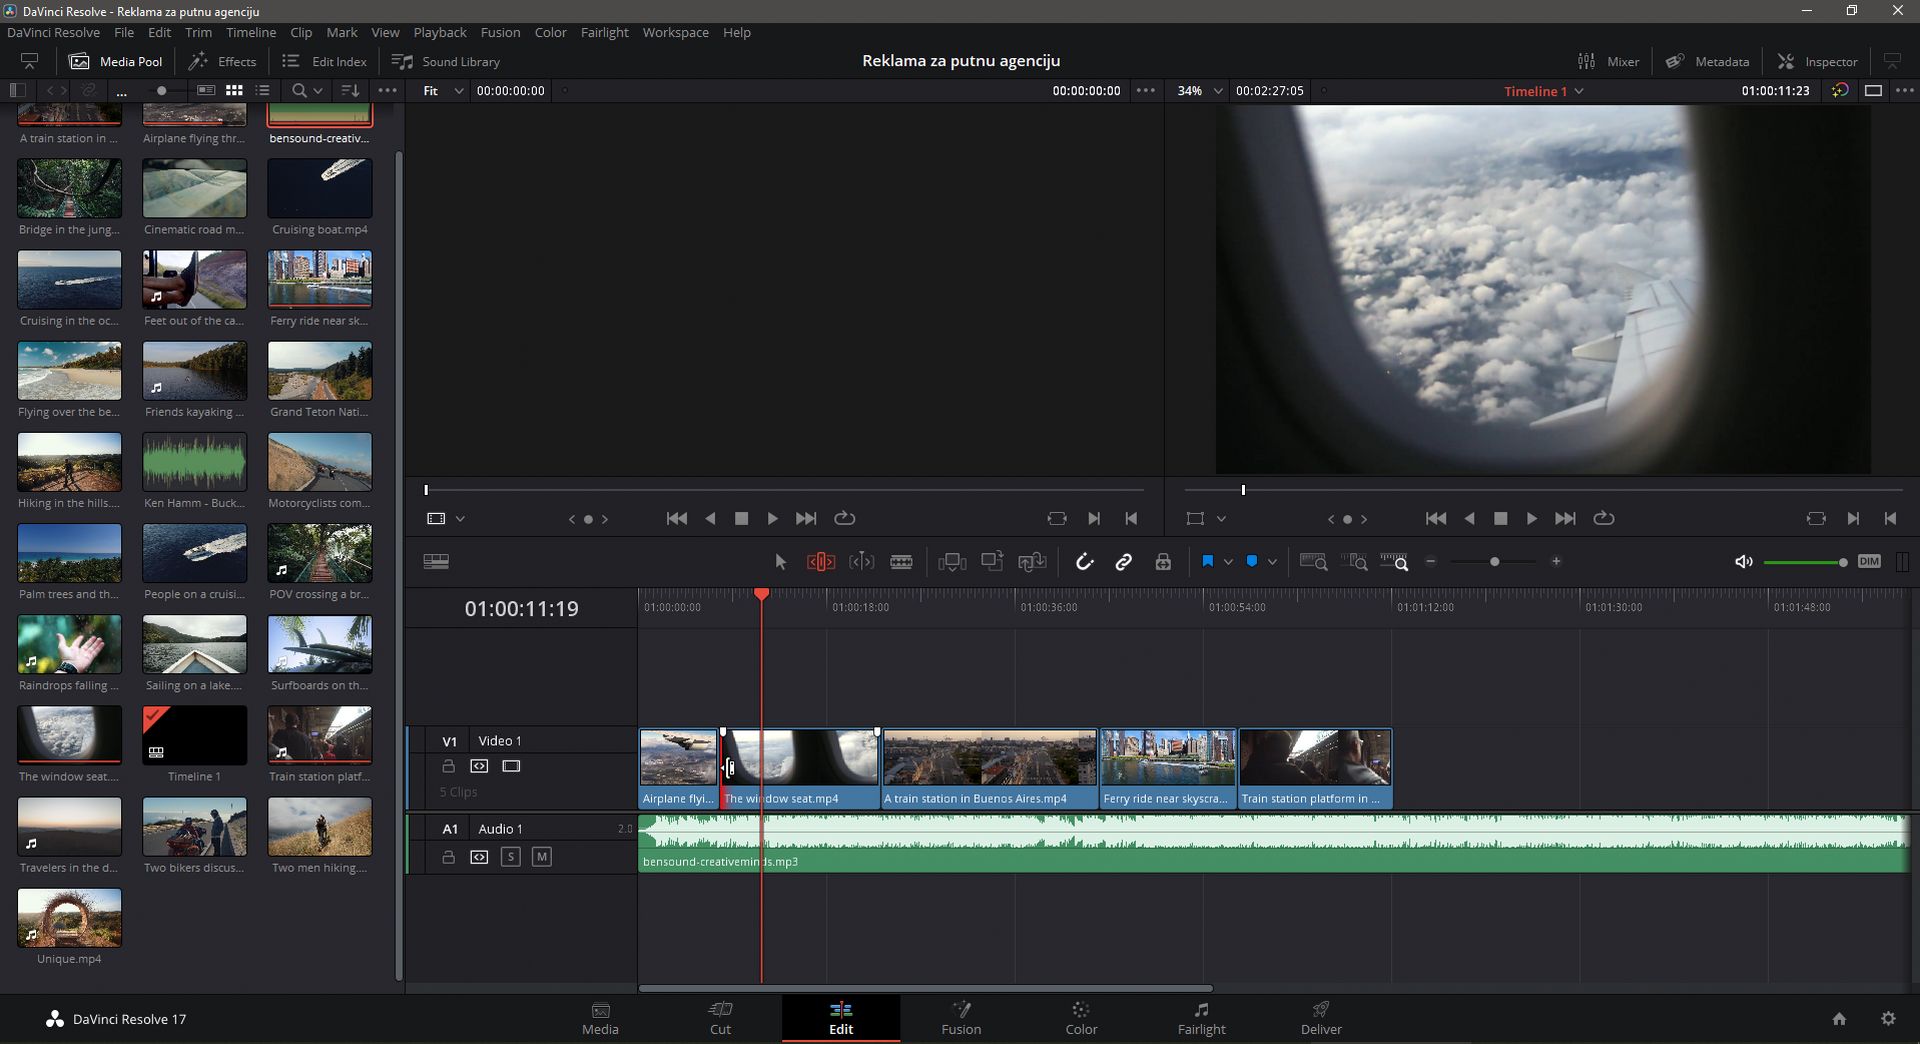 DaVinci Resolve - Reklama za putnu agenciju
DaVinci Resolve File Edit Trim Timeline Clip Mark View Playback Fusion Color Fairlight Workspace Help
Media Pool Effects Edit Index Sound Library Reklama za putnu agenciju Mixer Metadata Inspector
... Fit 00:00:00:00 00:00:00:00 34% 00:02:27:05 Timeline 1 01:00:11:23
A train station in ... Airplane flying thr... bensound-creativ...
Bridge in the jung... Cinematic road m... Cruising boat.mp4
Cruising in the oc... Feet out of the ca... Ferry ride near sk...
Flying over the be... Friends kayaking ... Grand Teton Nati...
Hiking in the hills.... Ken Hamm - Buck... Motorcyclists com...
Palm trees and th... People on a cruisi... POV crossing a br...
Raindrops falling ... Sailing on a lake.... Surfboards on th...
The window seat.... Timeline 1 Train station platf...
Travelers in the d... Two bikers discus... Two men hiking....
Unique.mp4
DIM
01:00:11:19 01:00:00:00 01:00:18:00 01:00:36:00 01:00:54:00 01:01:12:00 01:01:30:00 01:01:48:00
V1 Video 1
5 Clips
Airplane flyi... The window seat.mp4 A train station in Buenos Aires.mp4 Ferry ride near skyscra... Train station platform in ...
A1 Audio 1 2.0
S M
bensound-creativeminds.mp3
DaVinci Resolve 17 Media Cut Edit Fusion Color Fairlight Deliver